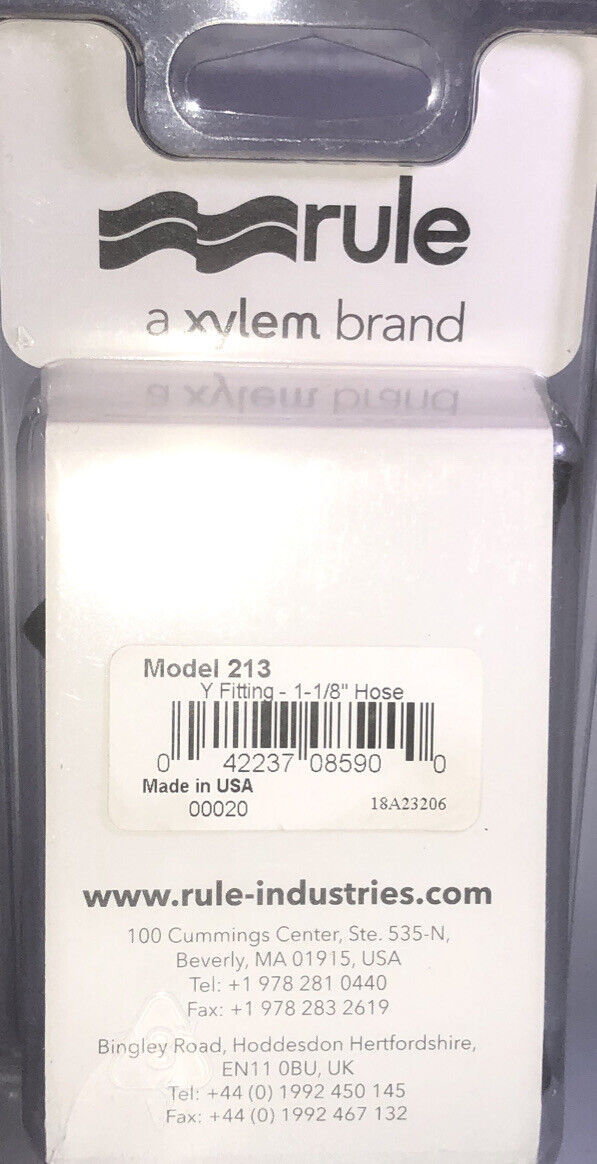 rule
a xylem brand
a xylem brand
Model 213
Y Fitting - 1-1/8" Hose
0 42237 08590 0
Made in USA
00020 18A23206
www.rule-industries.com
100 Cummings Center, Ste. 535-N,
Beverly, MA 01915, USA
Tel: +1 978 281 0440
Fax: +1 978 283 2619
Bingley Road, Hoddesdon Hertfordshire,
EN11 0BU, UK
Tel: +44 (0) 1992 450 145
Fax: +44 (0) 1992 467 132